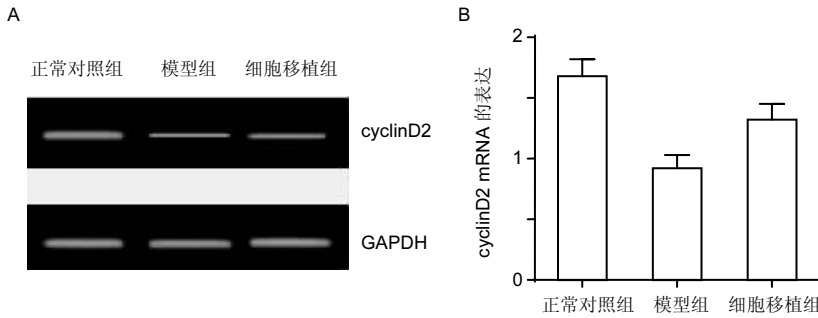 A
正常对照组 模型组 细胞移植组
cyclinD2
GAPDH
B
cyclinD2 mRNA 的表达
2
1
0
正常对照组 模型组 细胞移植组